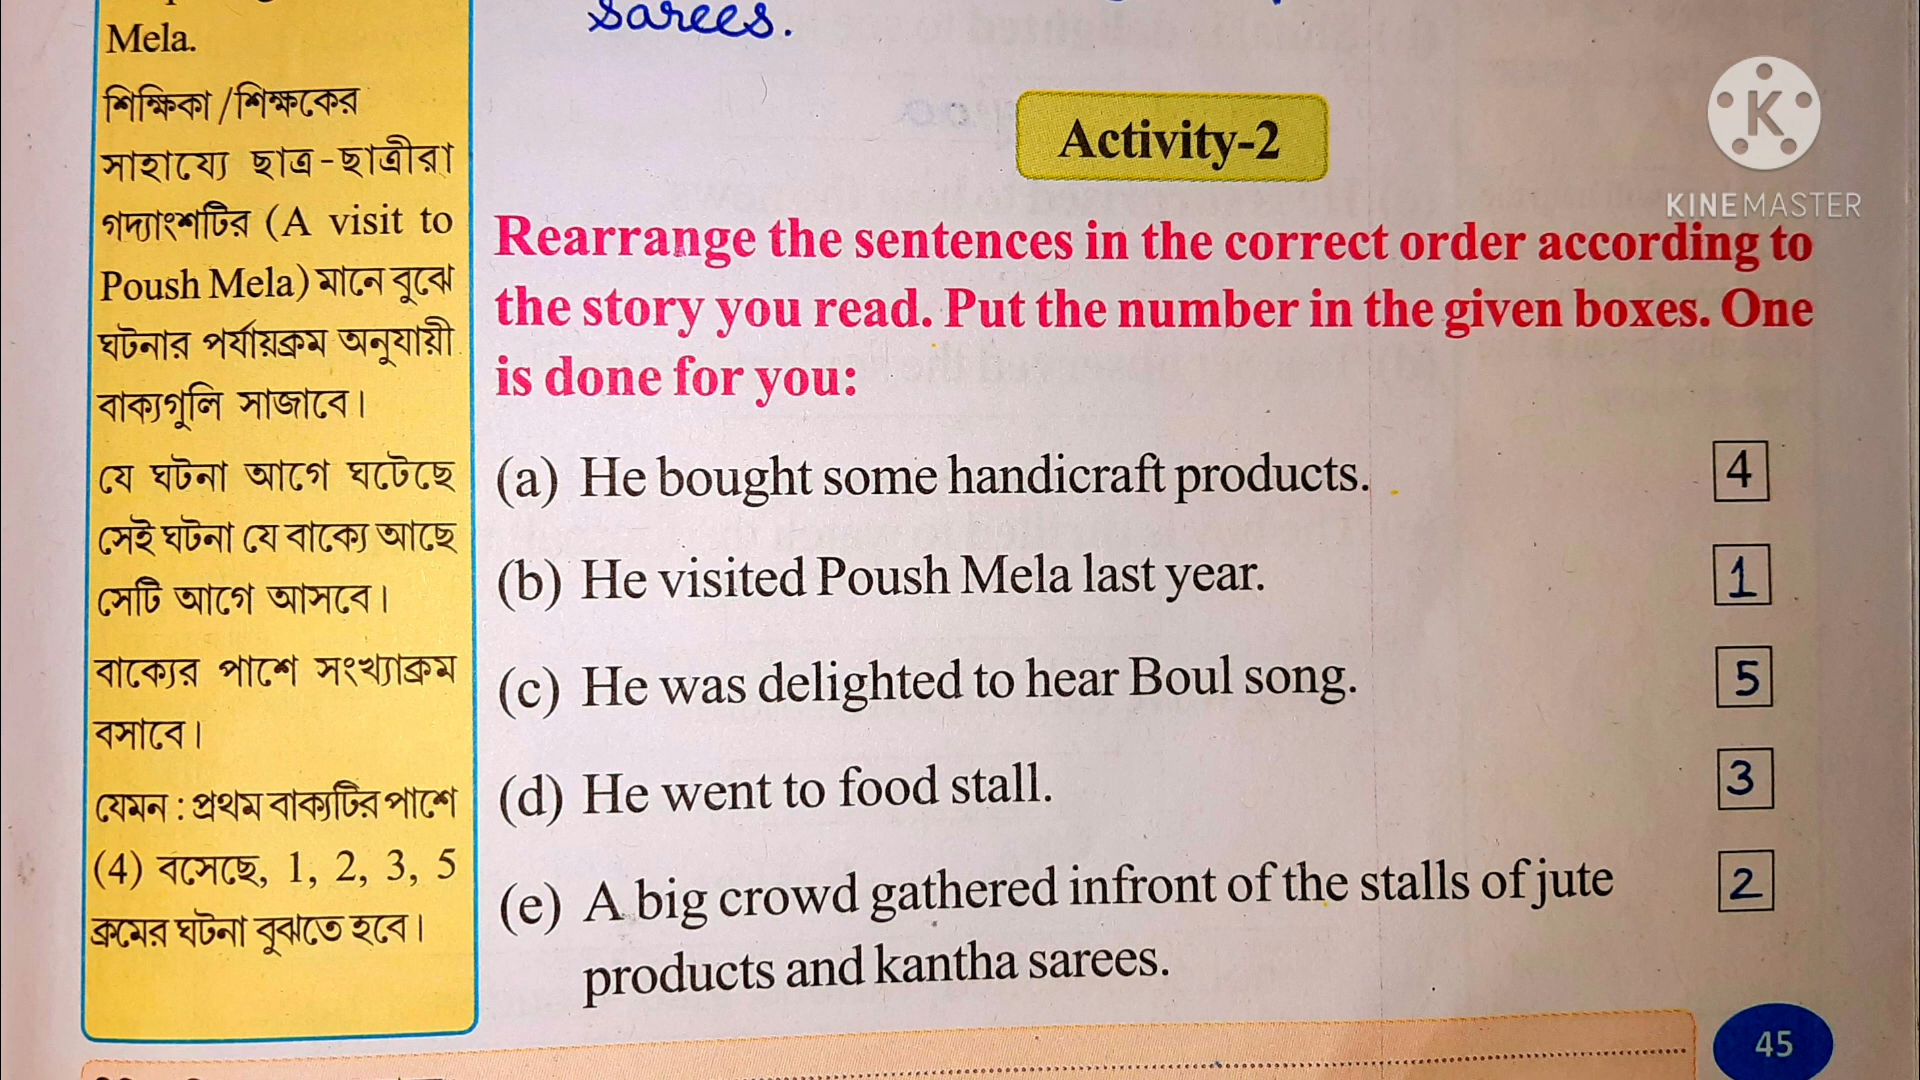 Mela.
শিক্ষিকা/শিক্ষকের
সাহায্যে ছাত্র-ছাত্রীরা
গদ্যাংশটির (A visit to
Poush Mela) মানে বুঝে
ঘটনার পর্যায়ক্রম অনুযায়ী
বাক্যগুলি সাজাবে।
যে ঘটনা আগে ঘটেছে
সেই ঘটনা যে বাক্যে আছে
সেটি আগে আসবে।
বাক্যের পাশে সংখ্যাক্রম
বসাবে।
যেমন : প্রথম বাক্যটির পাশে
(4) বসেছে, 1, 2, 3, 5
ক্রমের ঘটনা বুঝতে হবে।
sarees.
Activity-2
K
KINEMASTER
Rearrange the sentences in the correct order according to
the story you read. Put the number in the given boxes. One
is done for you:
(a) He bought some handicraft products. 4
(b) He visited Poush Mela last year. 1
(c) He was delighted to hear Boul song. 5
(d) He went to food stall. 3
(e) A big crowd gathered infront of the stalls of jute 2
products and kantha sarees.
45